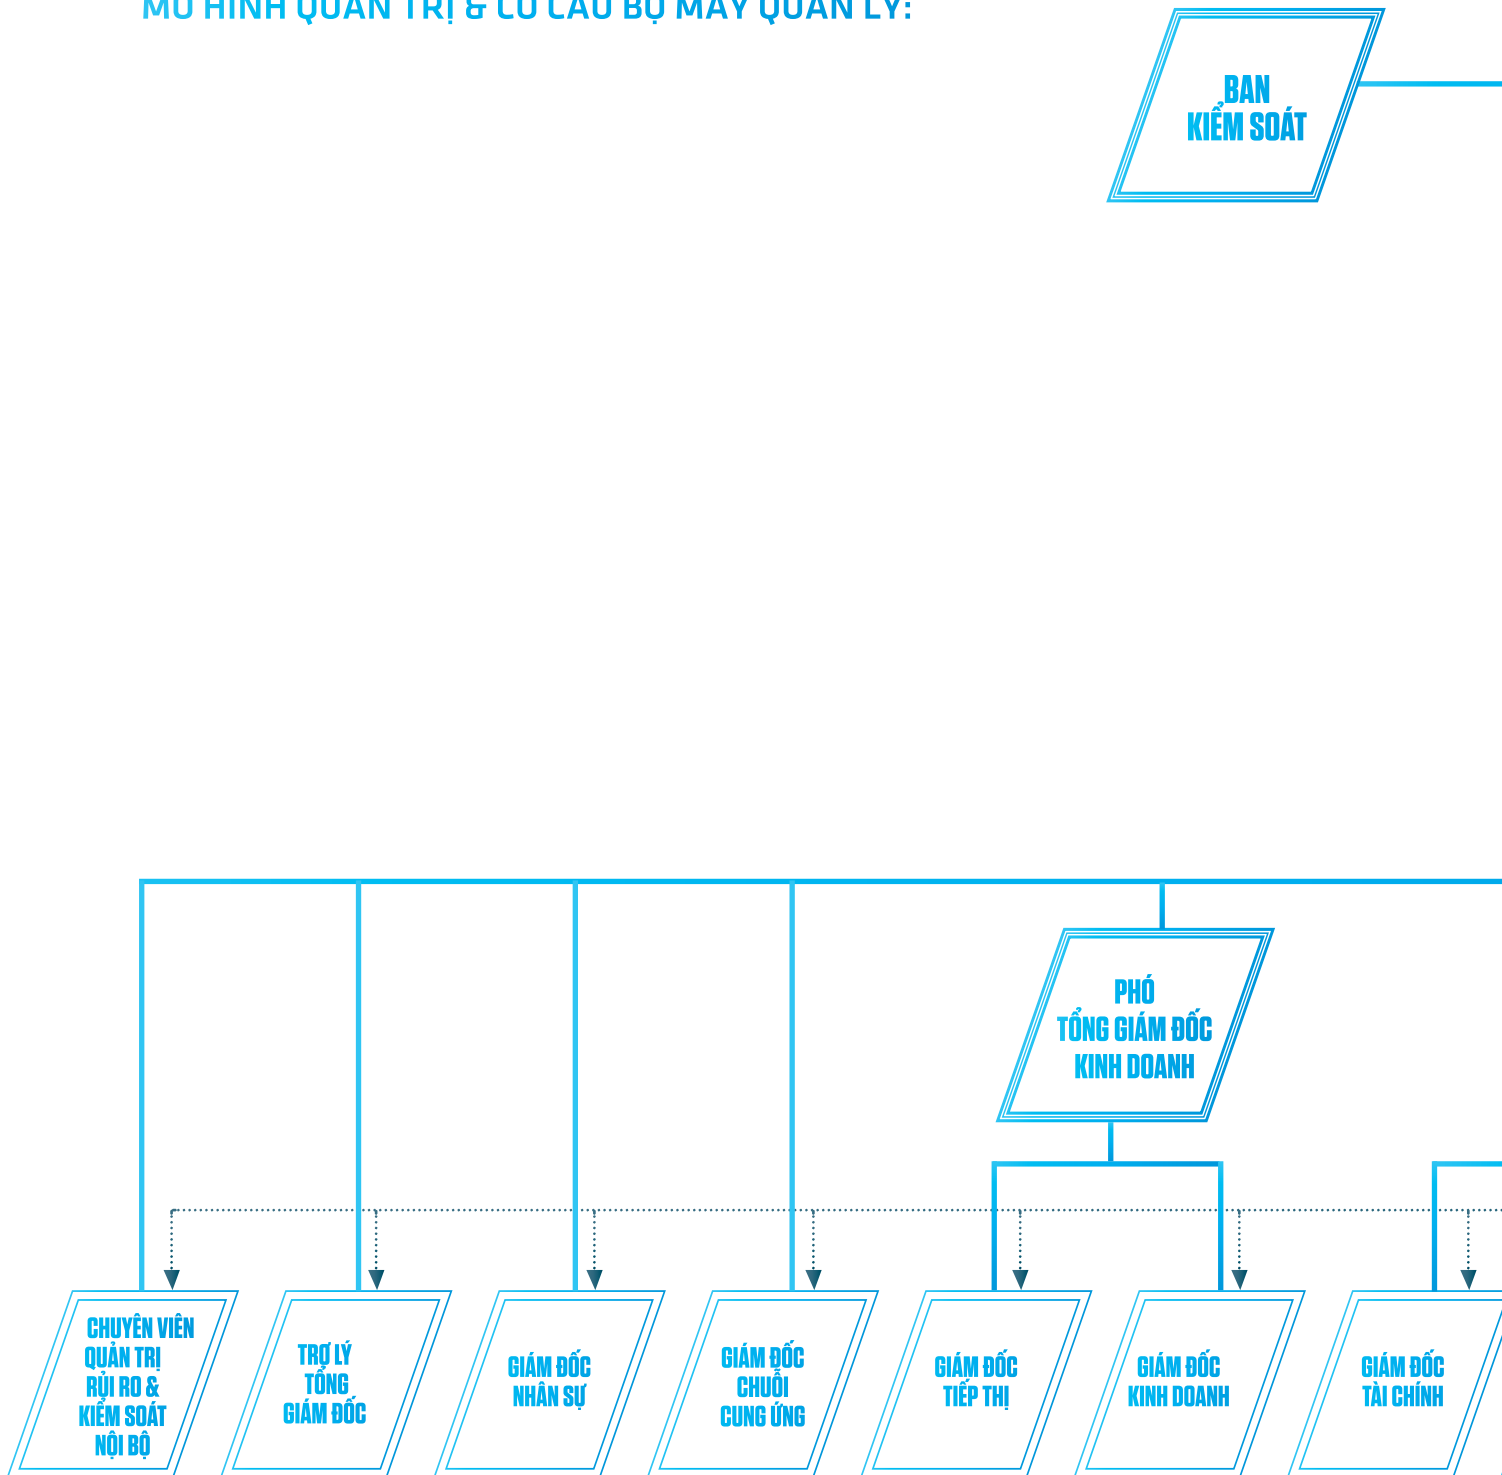 MÔ HÌNH QUẢN TRỊ & CƠ CẤU BỘ MÁY QUẢN LÝ:
BAN
KIỂM SOÁT
PHÓ
TỔNG GIÁM ĐỐC
KINH DOANH
CHUYÊN VIÊN
QUẢN TRỊ
RỦI RO &
KIỂM SOÁT
NỘI BỘ
TRỢ LÝ
TỔNG
GIÁM ĐỐC
GIÁM ĐỐC
NHÂN SỰ
GIÁM ĐỐC
CHUỖI
CUNG ỨNG
GIÁM ĐỐC
TIẾP THỊ
GIÁM ĐỐC
KINH DOANH
GIÁM ĐỐC
TÀI CHÍNH